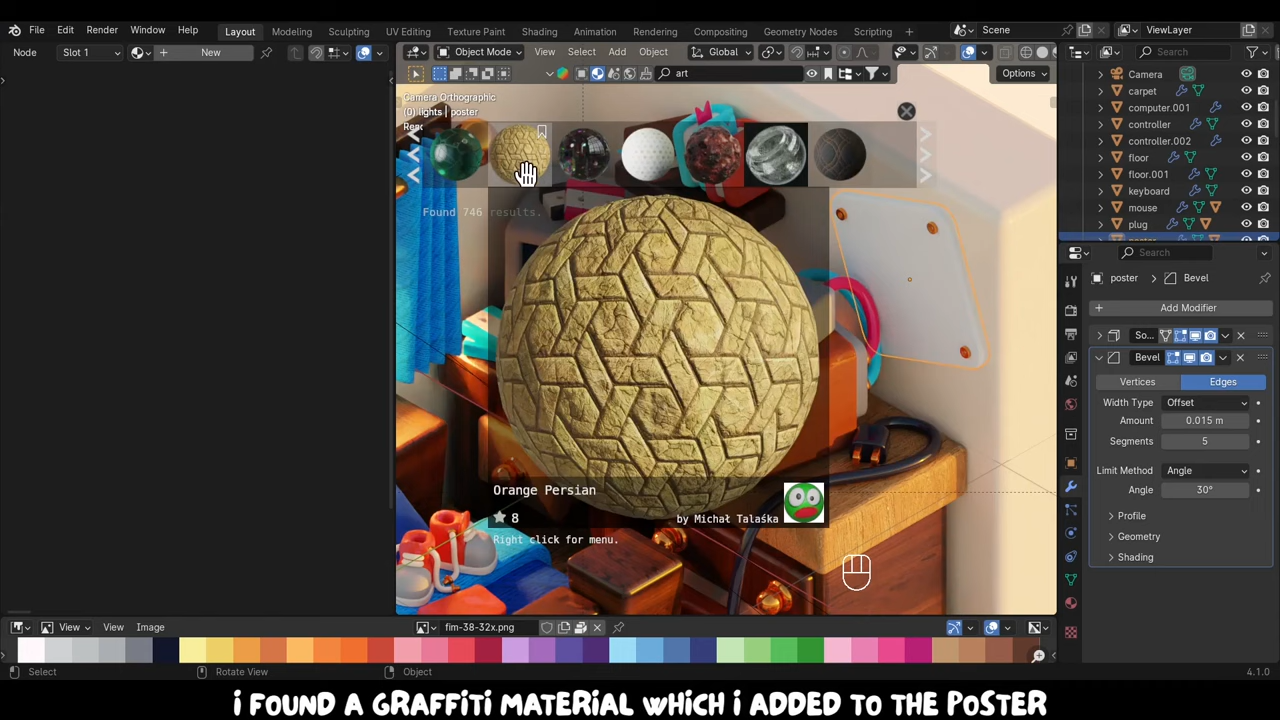 File Edit Render Window Help
Layout Modeling Sculpting UV Editing Texture Paint Shading Animation Rendering Compositing Geometry Nodes Scripting +
Scene
ViewLayer
Node Slot 1 New
Object Mode View Select Add Object Global
Search
art
Options
Camera Orthographic
(0) lights | poster
Found 746 results.
Orange Persian
8
by Michał Talaśka
Right click for menu.
Camera
carpet
computer.001
controller
controller.002
floor
floor.001
keyboard
mouse
plug
Search
poster > Bevel
+ Add Modifier
So...
Bevel
Vertices Edges
Width Type Offset
Amount 0.015 m
Segments 5
Limit Method Angle
Angle 30°
Profile
Geometry
Shading
View View Image
fim-38-32x.png
Select Rotate View Object 4.1.0
I FOUND A GRAFFITI MATERIAL WHICH I ADDED TO THE POSTER